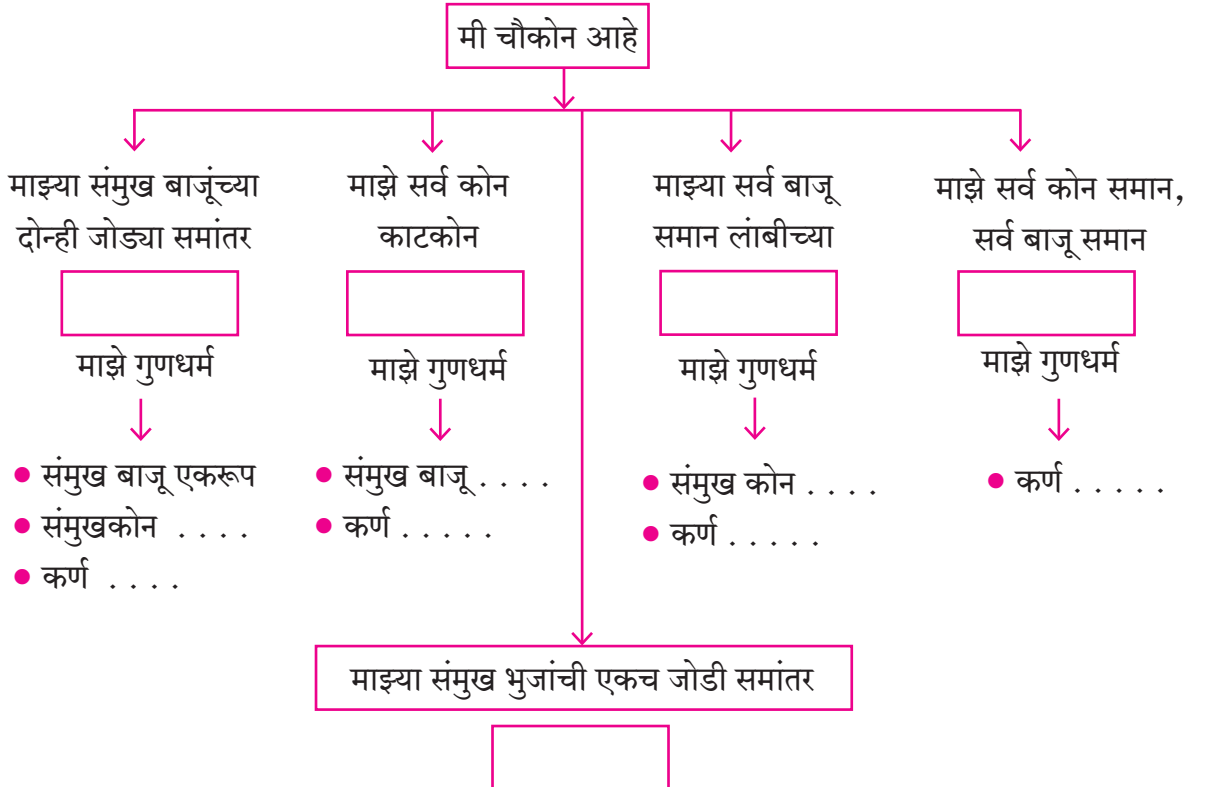 मी चौकोन आहे
माझ्या संमुख बाजूंच्या
दोन्ही जोड्या समांतर
माझे गुणधर्म
● संमुख बाजू एकरूप
● संमुखकोन . . . .
● कर्ण . . . .
माझे सर्व कोन
काटकोन
माझे गुणधर्म
● संमुख बाजू . . . .
● कर्ण . . . . .
माझ्या सर्व बाजू
समान लांबीच्या
माझे गुणधर्म
● संमुख कोन . . . .
● कर्ण . . . . .
माझे सर्व कोन समान,
सर्व बाजू समान
माझे गुणधर्म
● कर्ण . . . . .
माझ्या संमुख भुजांची एकच जोडी समांतर